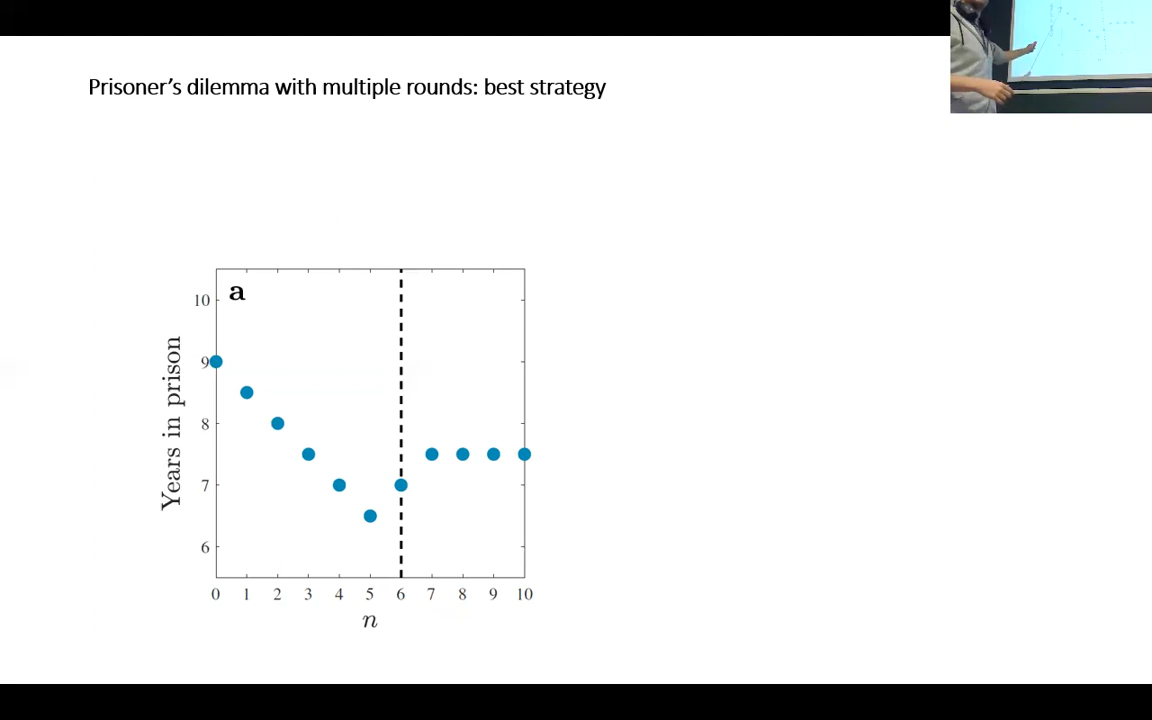 Prisoner's dilemma with multiple rounds: best strategy
a
10
9
8
7
6
Years in prison
0 1 2 3 4 5 6 7 8 9 10
n